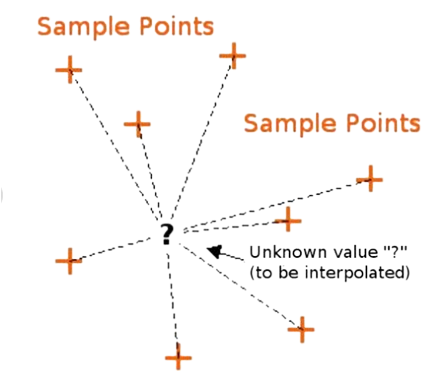 Sample Points
Sample Points
?
Unknown value "?"
(to be interpolated)